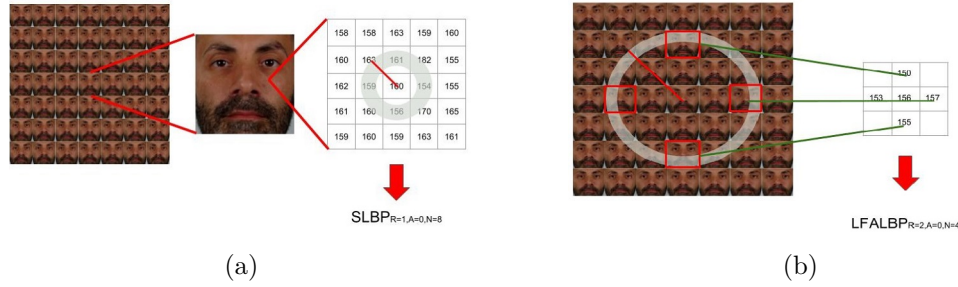 158 158 163 159 160
160 163 161 182 155
162 159 160 154 155
161 160 156 170 165
159 160 159 163 161
SLBPR=1,A=0,N=8
(a)
150
153 156 157
155
LFALBPR=2,A=0,N=4
(b)